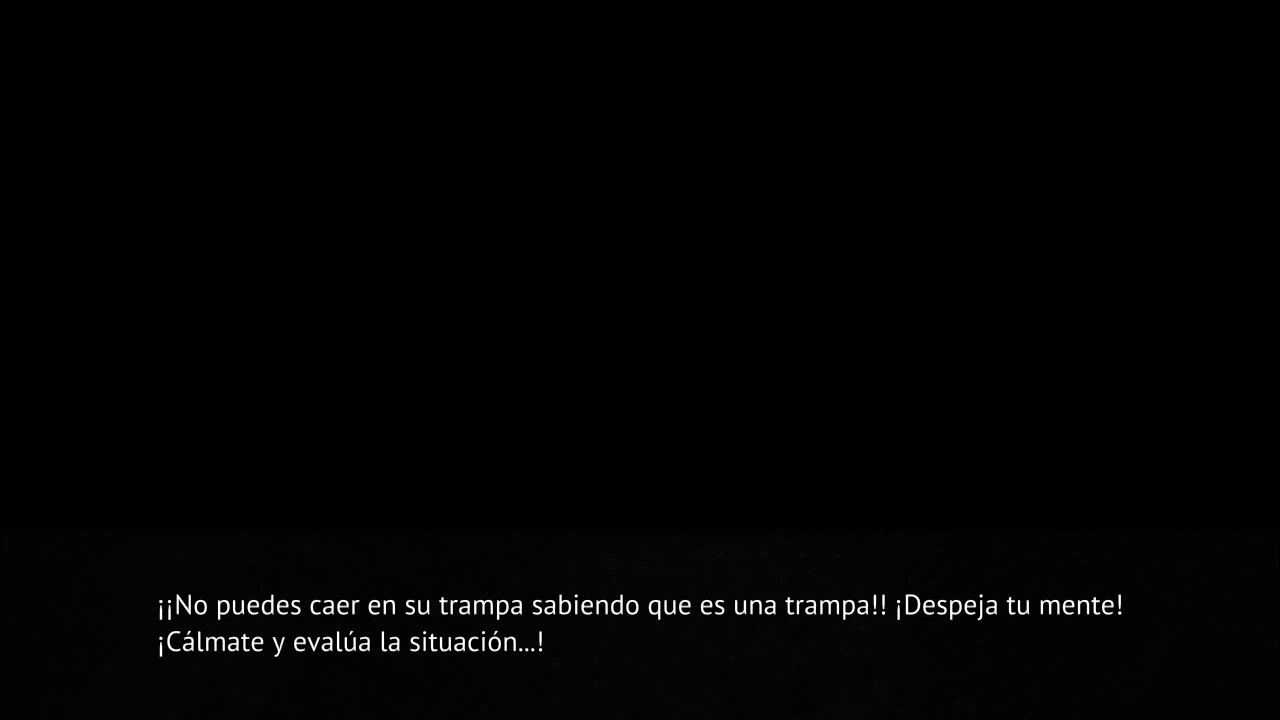 ¡¡No puedes caer en su trampa sabiendo que es una trampa!! ¡Despeja tu mente!
¡Cálmate y evalúa la situación...!